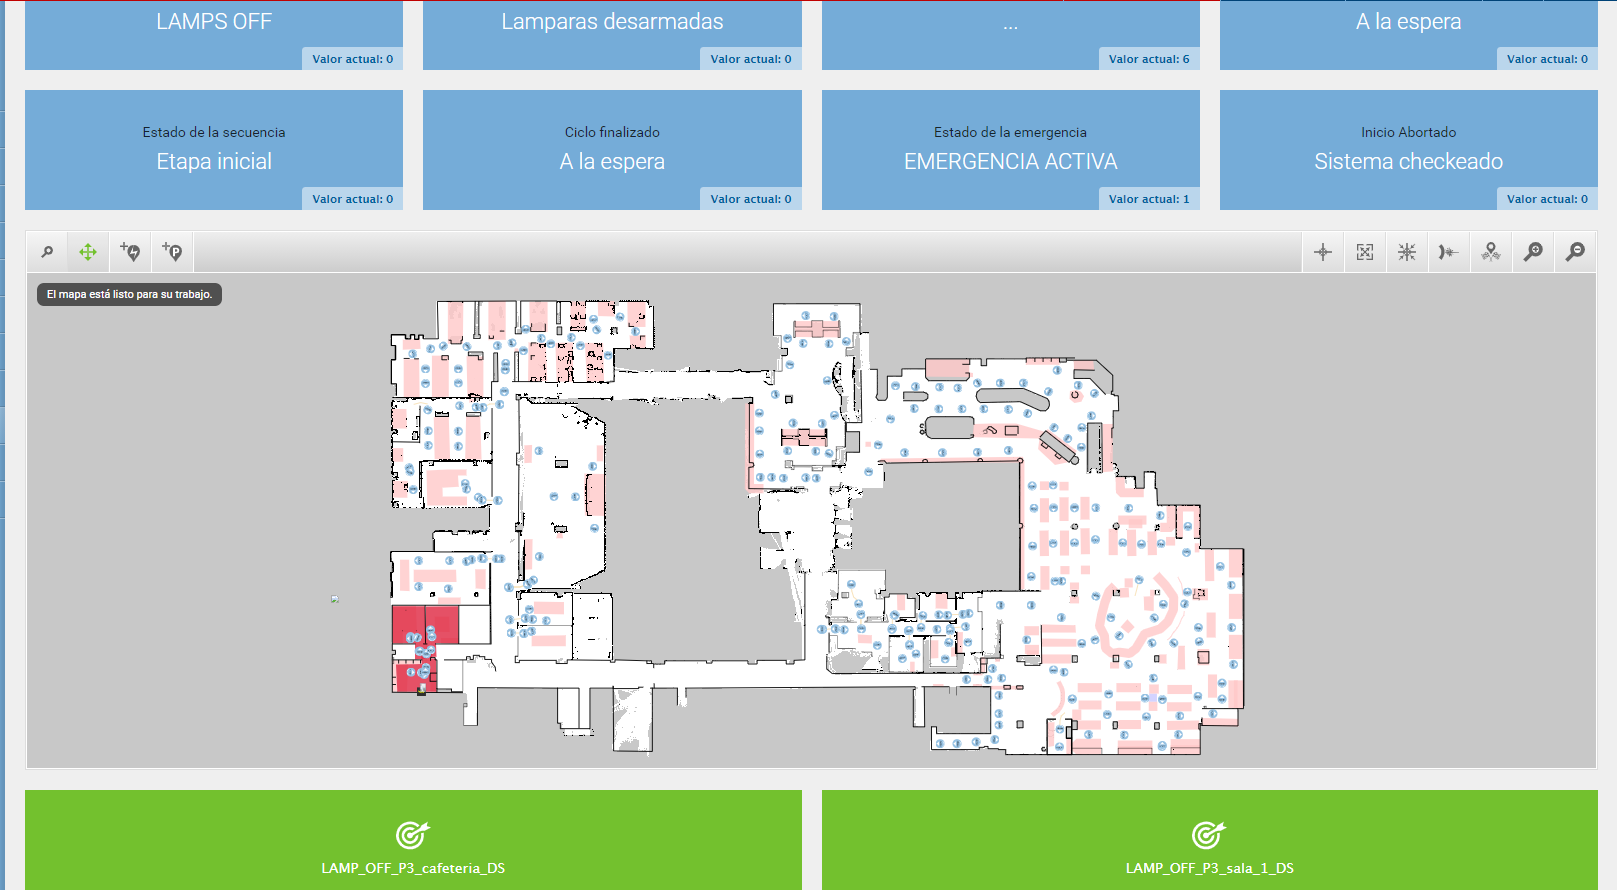 LAMPS OFF
Valor actual: 0
Lamparas desarmadas
Valor actual: 0
...
Valor actual: 6
A la espera
Valor actual: 0
Estado de la secuencia
Etapa inicial
Valor actual: 0
Ciclo finalizado
A la espera
Valor actual: 0
Estado de la emergencia
EMERGENCIA ACTIVA
Valor actual: 1
Inicio Abortado
Sistema checkeado
Valor actual: 0
P
El mapa está listo para su trabajo.
LAMP_OFF_P3_cafeteria_DS
LAMP_OFF_P3_sala_1_DS